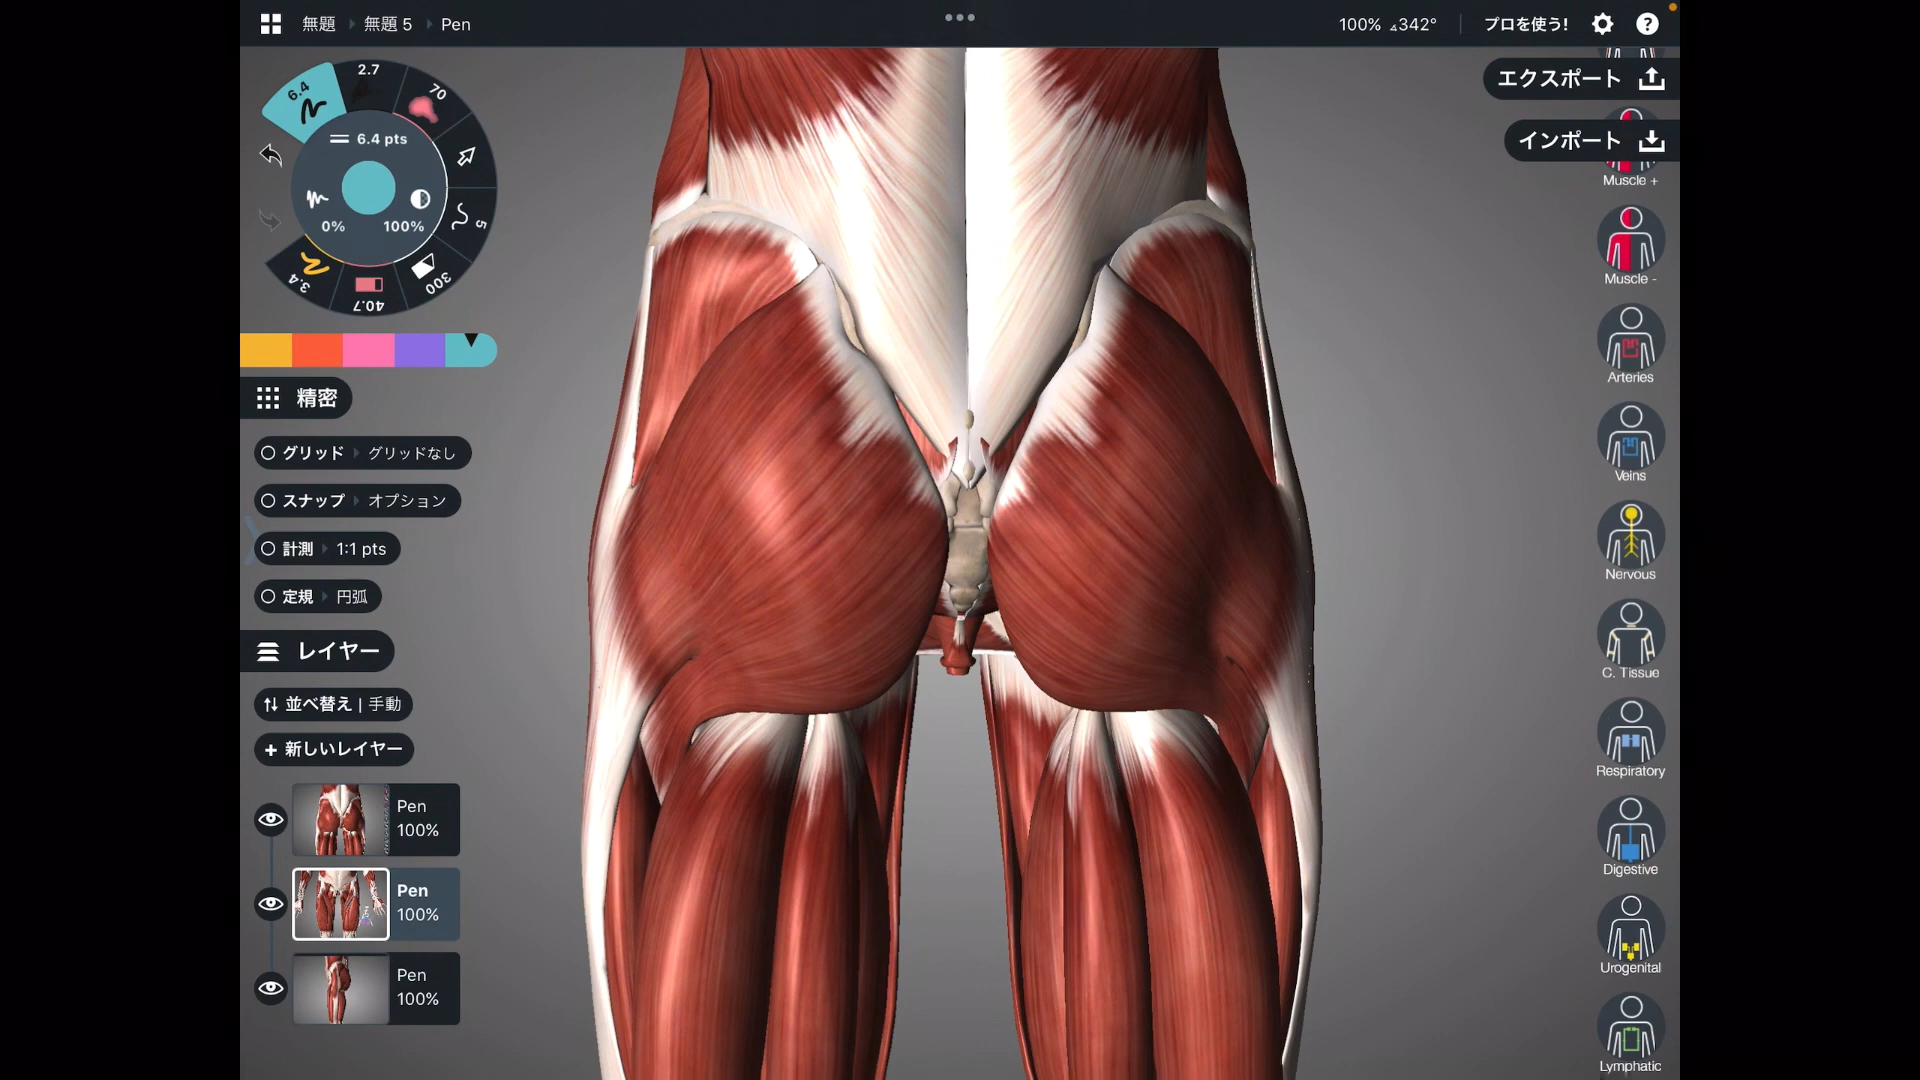 無題 無題 5 Pen
100% 342° プロを使う!
エクスポート
インポート
2.7
6.4
70
6.4 pts
0% 100%
5
300
40.7
3.4
精密
グリッド グリッドなし
スナップ オプション
計測 1:1 pts
定規 円弧
レイヤー
並べ替え | 手動
+ 新しいレイヤー
Pen
100%
Pen
100%
Pen
100%
Muscle +
Muscle -
Arteries
Veins
Nervous
C. Tissue
Respiratory
Digestive
Urogenital
Lymphatic